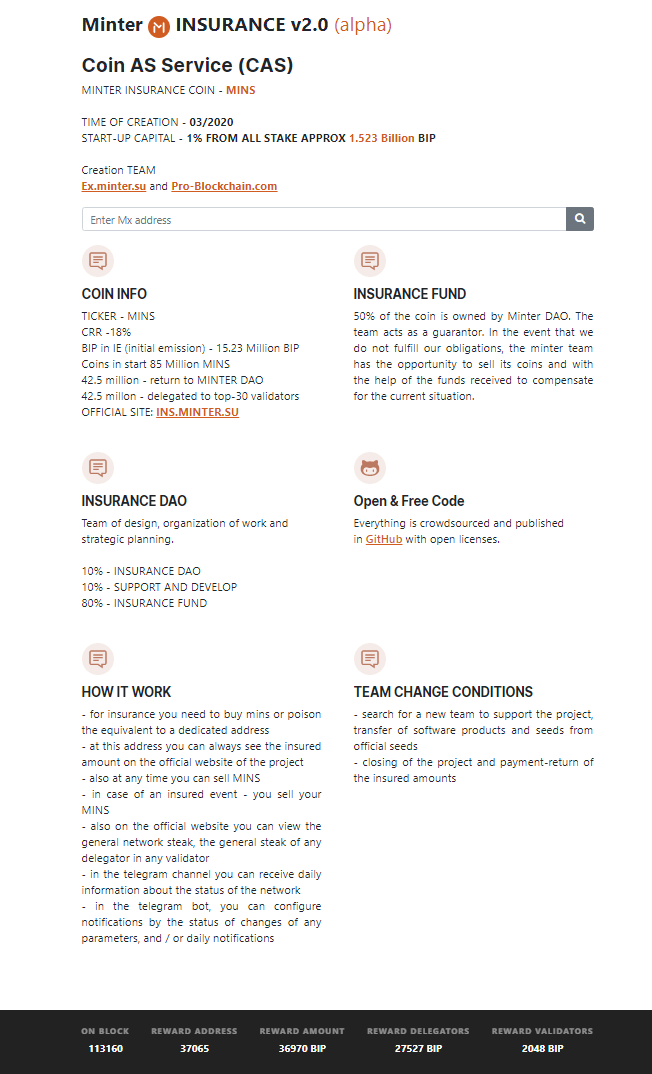 Minter INSURANCE v2.0 (alpha)
Coin AS Service (CAS)
MINTER INSURANCE COIN - MINS
TIME OF CREATION - 03/2020
START-UP CAPITAL - 1% FROM ALL STAKE APPROX 1.523 Billion BIP
Creation TEAM
Ex.minter.su and Pro-Blockchain.com
Enter Mx address
COIN INFO
TICKER - MINS
CRR -18%
BIP in IE (initial emission) - 15.23 Million BIP
Coins in start 85 Million MINS
42.5 million - return to MINTER DAO
42.5 millon - delegated to top-30 validators
OFFICIAL SITE: INS.MINTER.SU
INSURANCE FUND
50% of the coin is owned by Minter DAO. The
team acts as a guarantor. In the event that we
do not fulfill our obligations, the minter team
has the opportunity to sell its coins and with
the help of the funds received to compensate
for the current situation.
INSURANCE DAO
Team of design, organization of work and
strategic planning.
10% - INSURANCE DAO
10% - SUPPORT AND DEVELOP
80% - INSURANCE FUND
Open & Free Code
Everything is crowdsourced and published
in GitHub with open licenses.
HOW IT WORK
- for insurance you need to buy mins or poison
the equivalent to a dedicated address
- at this address you can always see the insured
amount on the official website of the project
- also at any time you can sell MINS
- in case of an insured event - you sell your
MINS
- also on the official website you can view the
general network steak, the general steak of any
delegator in any validator
- in the telegram channel you can receive daily
information about the status of the network
- in the telegram bot, you can configure
notifications by the status of changes of any
parameters, and / or daily notifications
TEAM CHANGE CONDITIONS
- search for a new team to support the project,
transfer of software products and seeds from
official seeds
- closing of the project and payment-return of
the insured amounts
ON BLOCK REWARD ADDRESS REWARD AMOUNT REWARD DELEGATORS REWARD VALIDATORS
113160 37065 36970 BIP 27527 BIP 2048 BIP